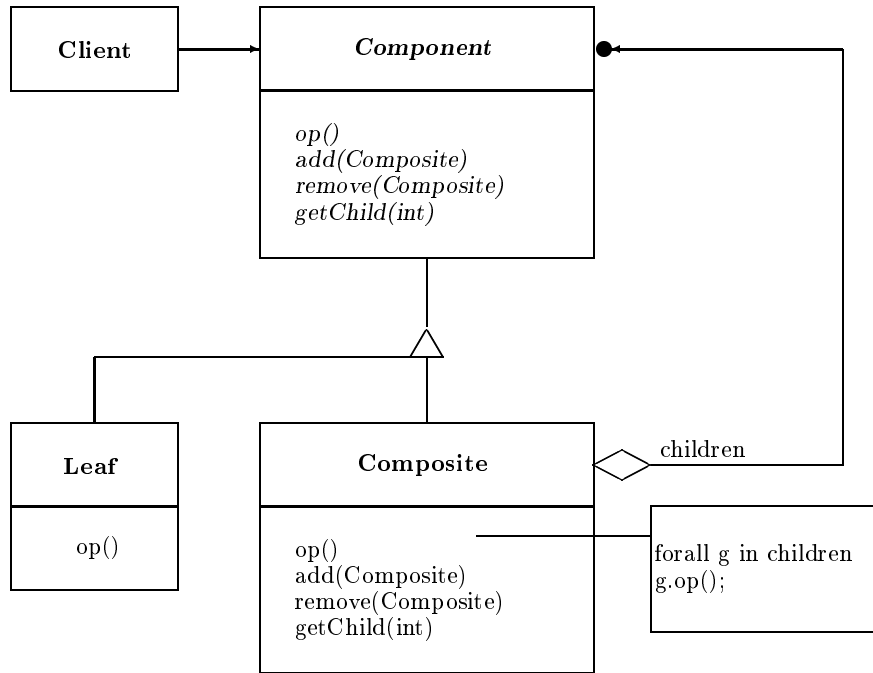 Client
Component
op()
add(Composite)
remove(Composite)
getChild(int)
children
Leaf
Composite
op()
op()
add(Composite)
remove(Composite)
getChild(int)
forall g in children
g.op();